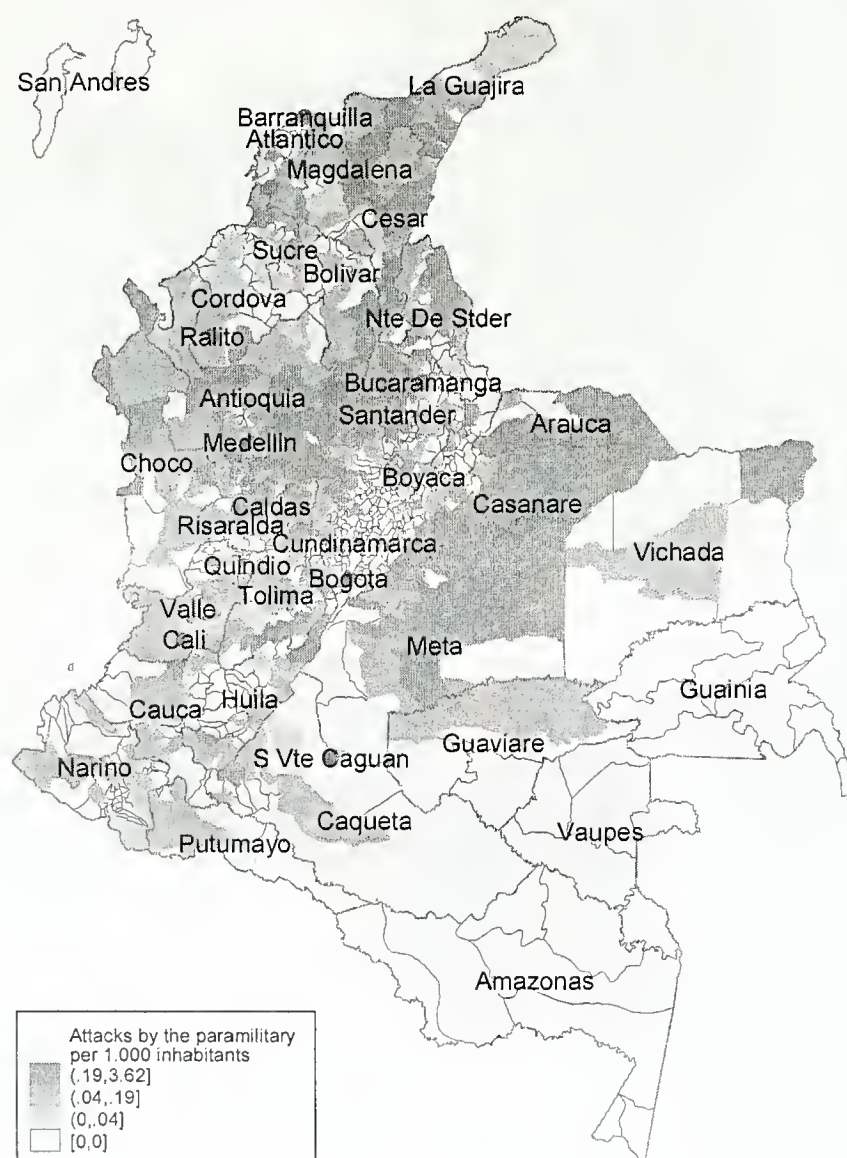 San Andres
La Guajira
Barranquilla
Atlantico
Magdalena
Cesar
Sucre
Bolivar
Cordova
Nte De Stder
Ralito
Bucaramanga
Antioquia
Santander
Arauca
Medellin
Choco
Boyaca
Caldas
Casanare
Risaralda
Cundinamarca
Vichada
Quindio
Bogota
Tolima
Valle
Cali
Meta
Guainia
Huila
Cauca
Guaviare
S Vte Caguan
Narino
Caqueta
Vaupes
Putumayo
Amazonas
Attacks by the paramilitary
per 1.000 inhabitants
(.19,3.62]
(.04,.19]
(0,.04]
[0,0]